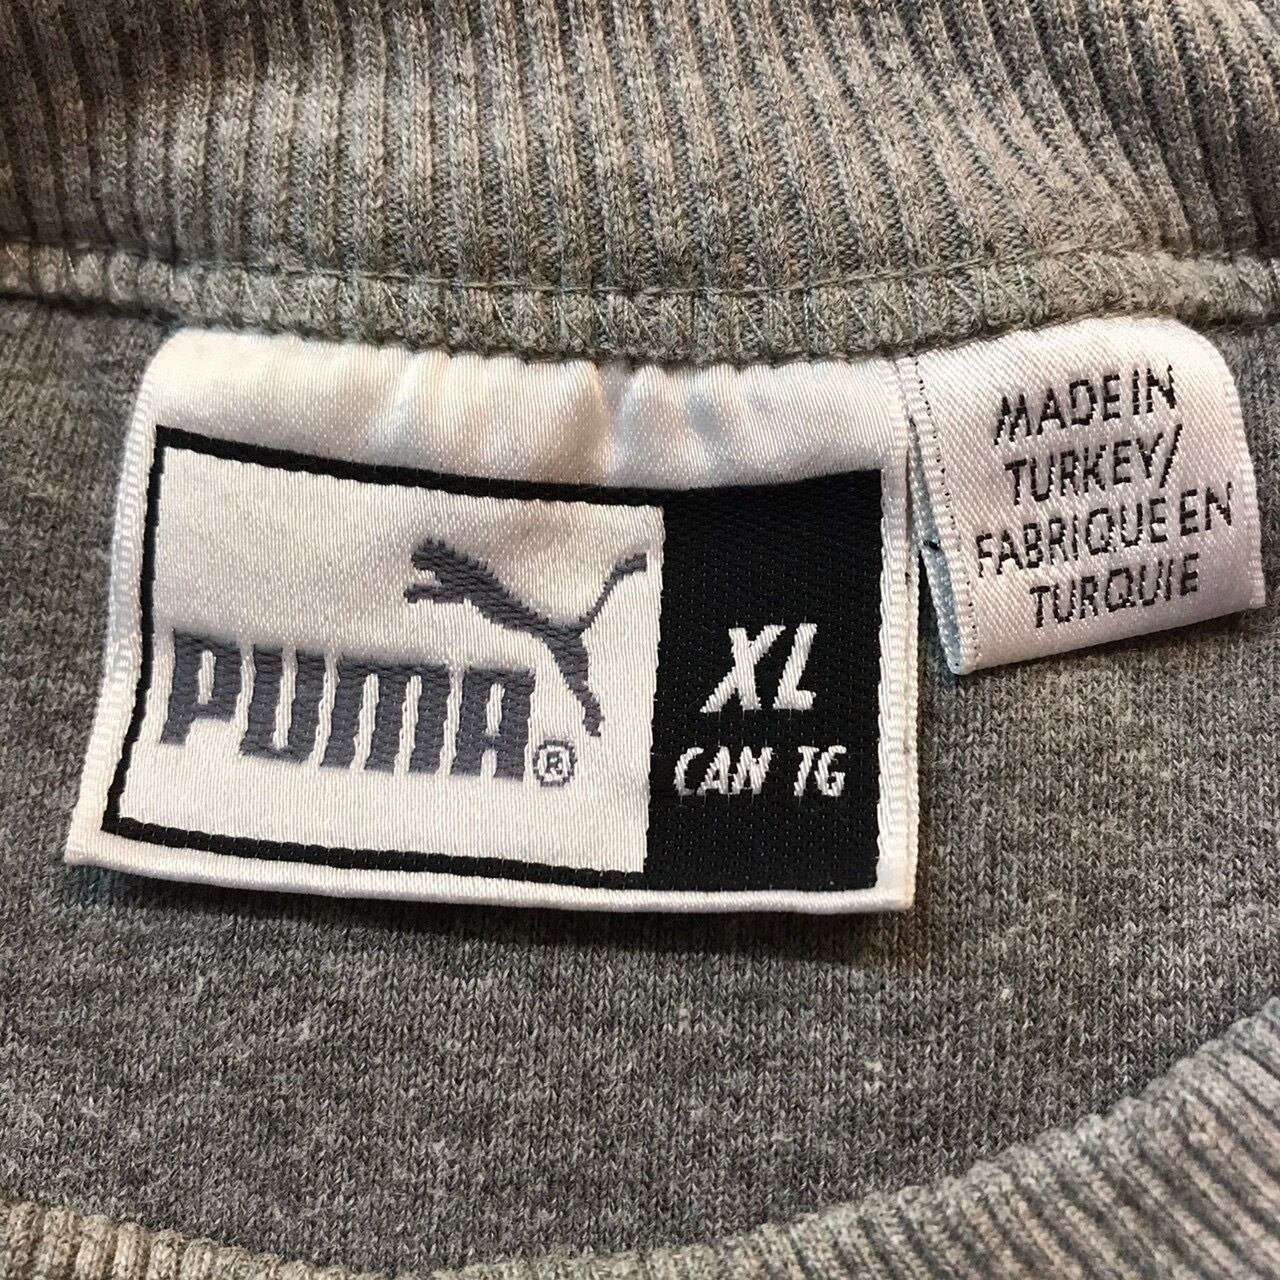 PUMA®
XL
CAN TG
MADE IN
TURKEY/
FABRIQUE EN
TURQUIE